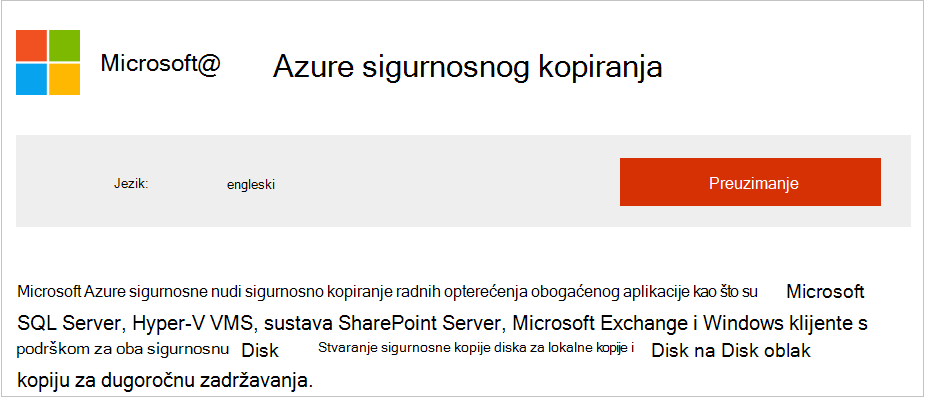 Microsoft@ Azure sigurnosnog kopiranja
Jezik: engleski Preuzimanje
Microsoft Azure sigurnosne nudi sigurnosno kopiranje radnih opterećenja obogaćenog aplikacije kao što su Microsoft
SQL Server, Hyper-V VMS, sustava SharePoint Server, Microsoft Exchange i Windows klijente s
podrškom za oba sigurnosnu Disk Stvaranje sigurnosne kopije diska za lokalne kopije i Disk na Disk oblak
kopiju za dugoročnu zadržavanja.